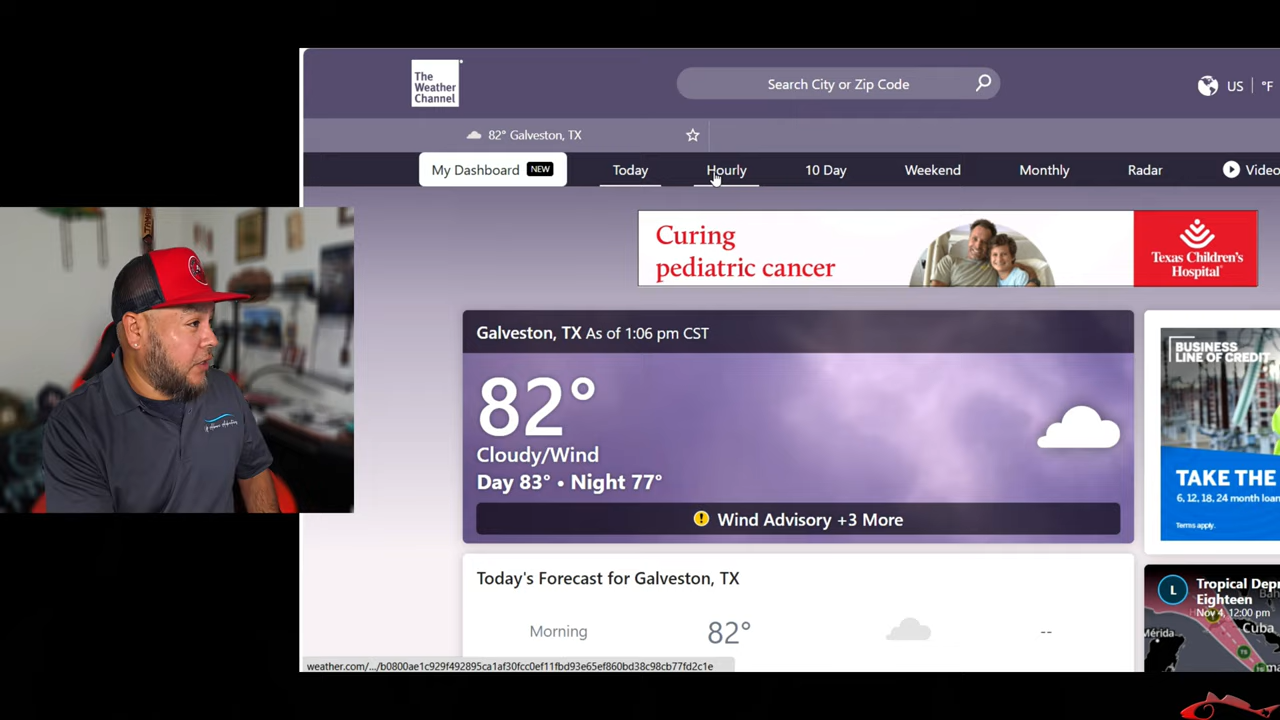 The
Weather
Channel
Search City or Zip Code
US
°F
82° Galveston, TX
My Dashboard NEW
Today
Hourly
10 Day
Weekend
Monthly
Radar
Video
Curing
pediatric cancer
Texas Children's
Hospital
Galveston, TX As of 1:06 pm CST
82°
Cloudy/Wind
Day 83° • Night 77°
Wind Advisory +3 More
BUSINESS
LINE OF CREDIT
TAKE THE
6, 12, 18, 24 month loan
Terms apply.
Today's Forecast for Galveston, TX
Morning
82°
--
L
Tropical Depr
Eighteen
Nov 4, 12:00 pm
Cuba
Mérida
weather.com/.../b0800ae1c929f492895ca1af30fcc0ef11fbd93e65ef860bd38c98cb77fd2c1e